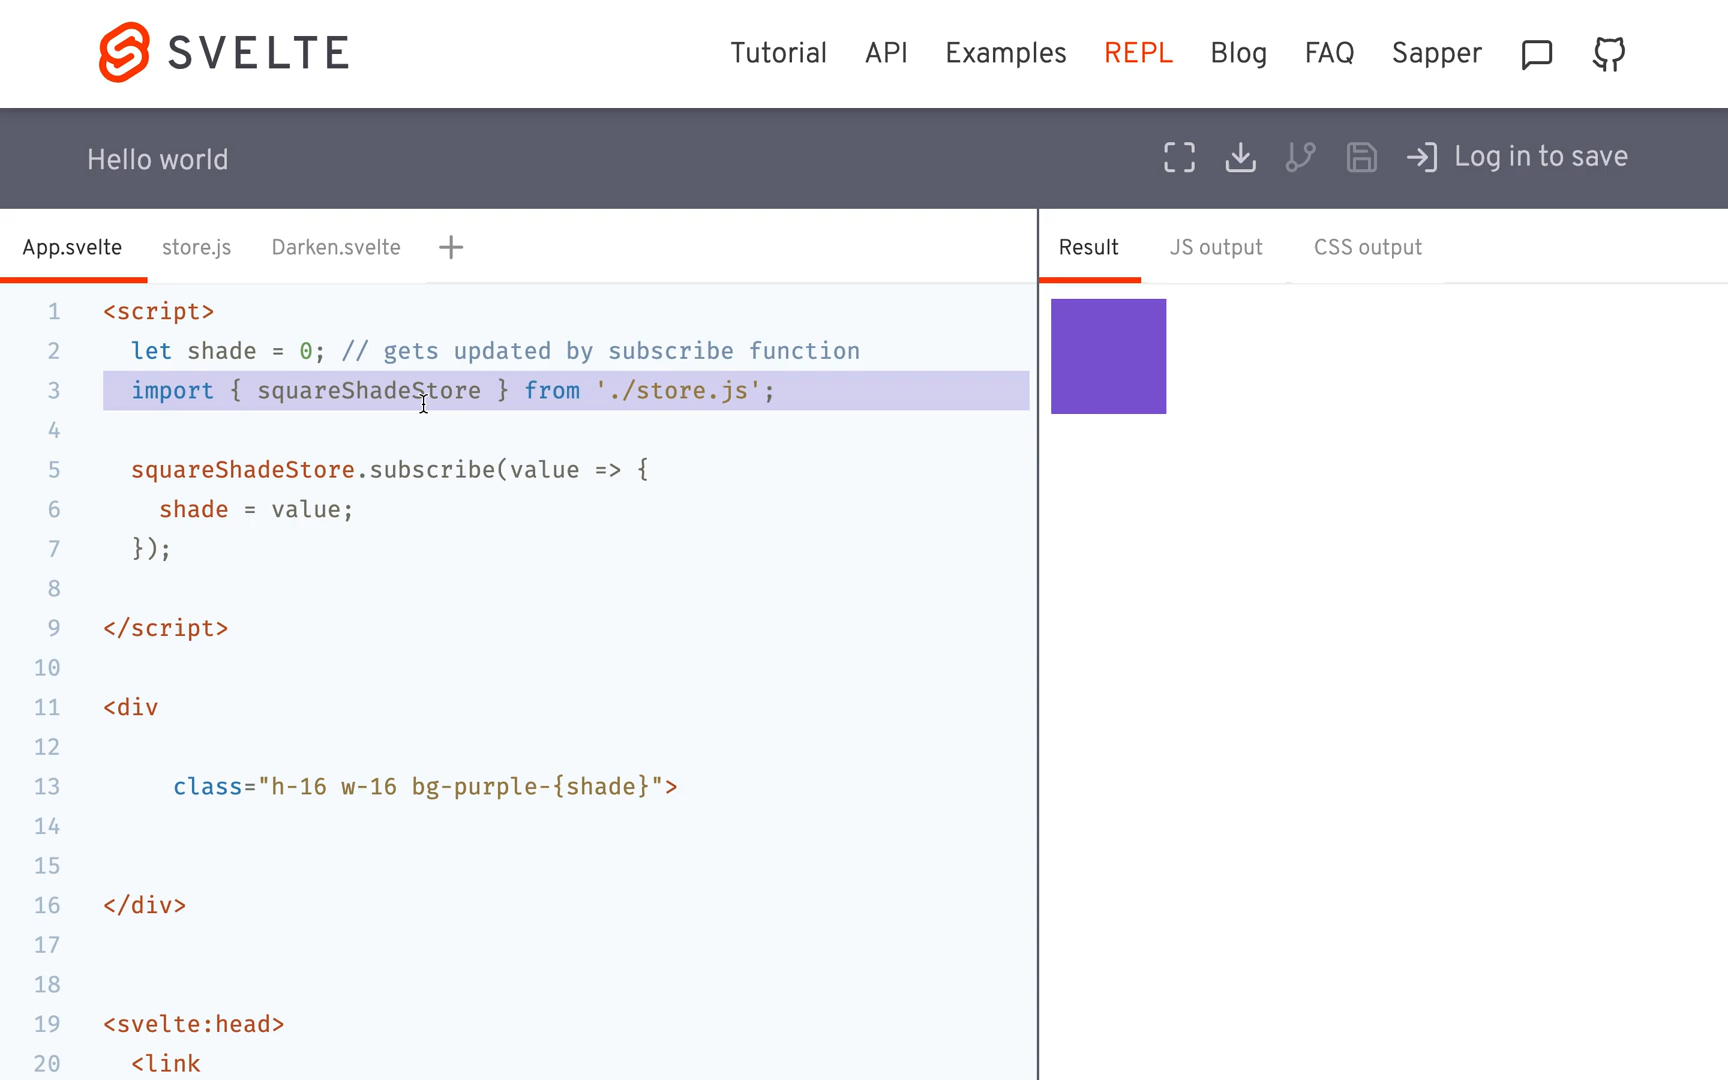 SVELTE
Tutorial API Examples REPL Blog FAQ Sapper
Hello world
Log in to save
App.svelte store.js Darken.svelte +
Result JS output CSS output
1 <script>
2 let shade = 0; // gets updated by subscribe function
3 import { squareShadeStore } from './store.js';
4
5 squareShadeStore.subscribe(value => {
6 shade = value;
7 });
8
9 </script>
10
11 <div
12
13 class="h-16 w-16 bg-purple-{shade}">
14
15
16 </div>
17
18
19 <svelte:head>
20 <link